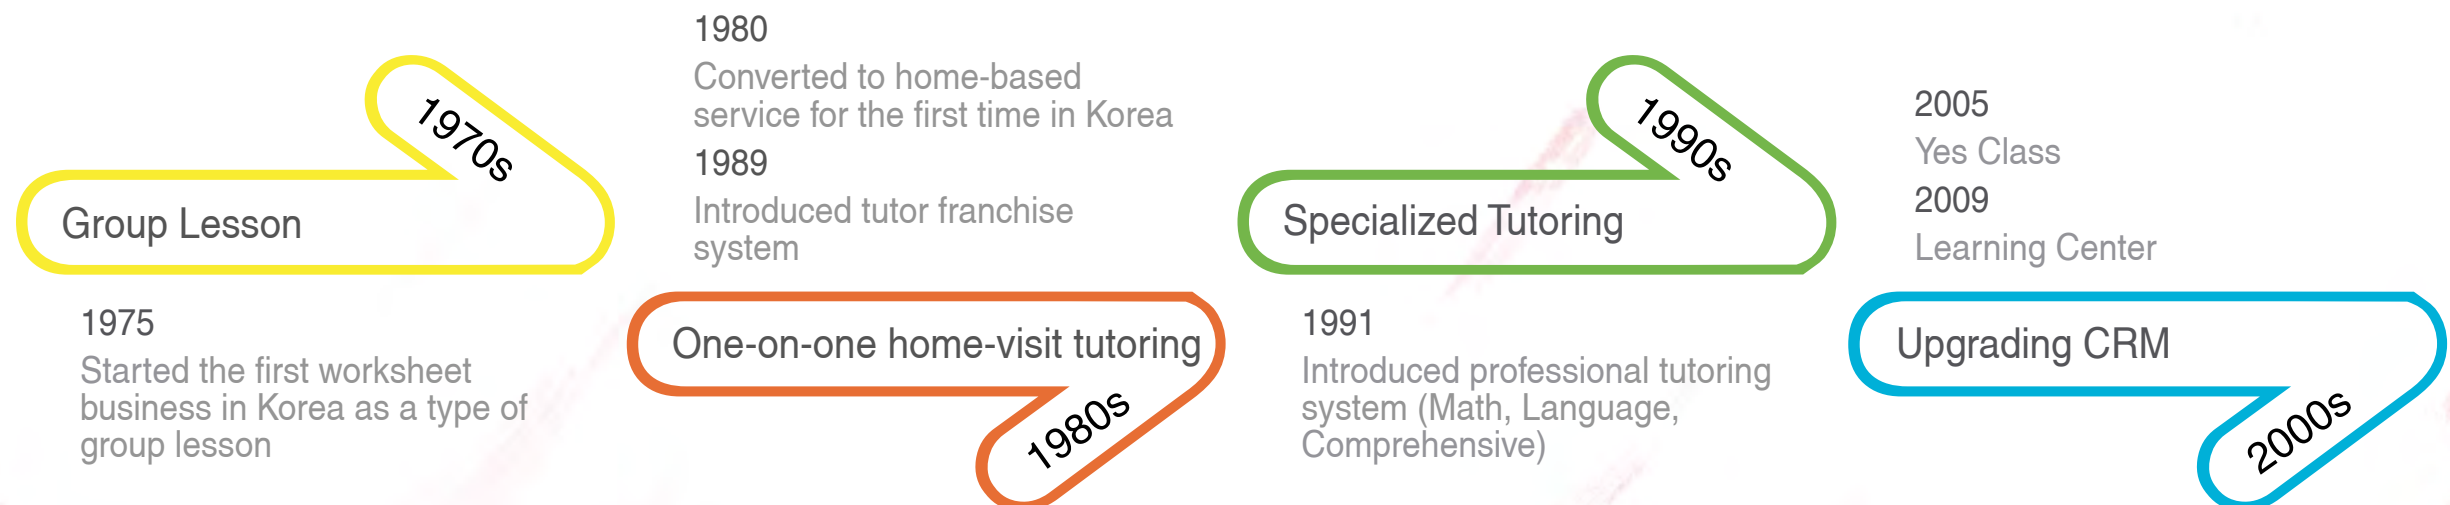 1970s
Group Lesson
1975
Started the first worksheet
business in Korea as a type of
group lesson
1980
Converted to home-based
service for the first time in Korea
1989
Introduced tutor franchise
system
One-on-one home-visit tutoring
1980s
1990s
Specialized Tutoring
1991
Introduced professional tutoring
system (Math, Language,
Comprehensive)
2005
Yes Class
2009
Learning Center
Upgrading CRM
2000s